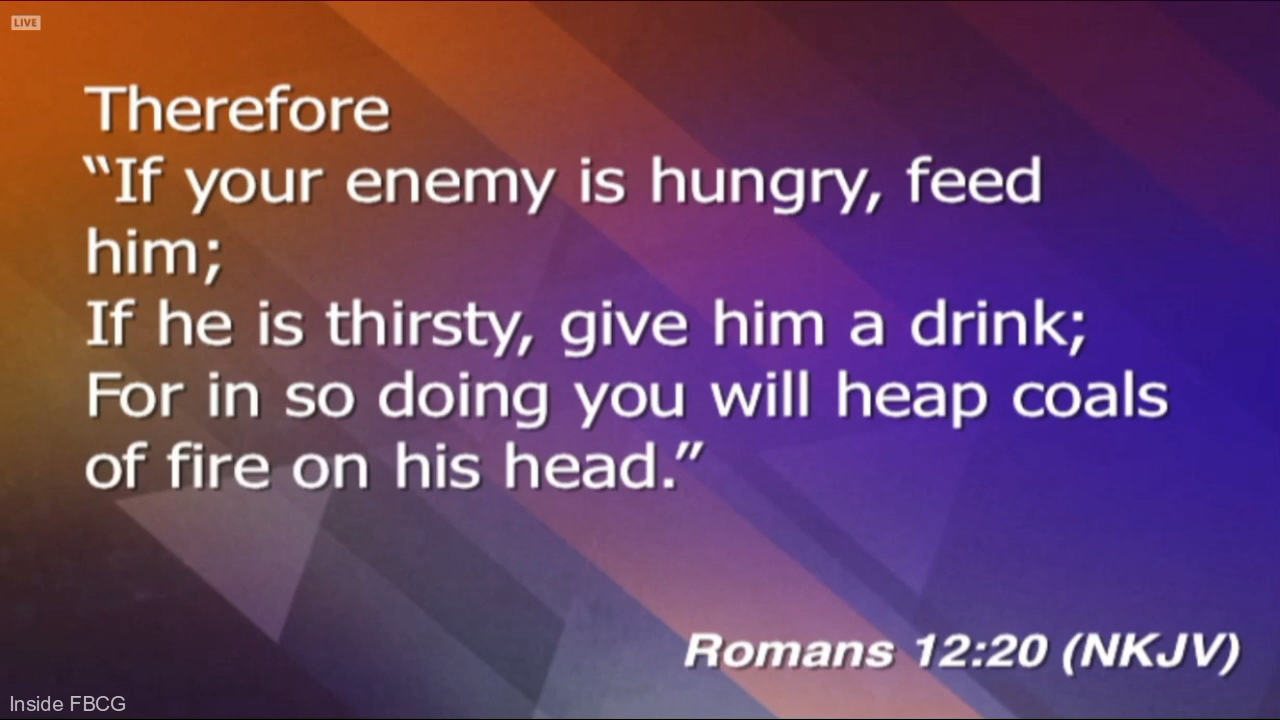 LIVE
Therefore
“If your enemy is hungry, feed
him;
If he is thirsty, give him a drink;
For in so doing you will heap coals
of fire on his head.”
Romans 12:20 (NKJV)
Inside FBCG